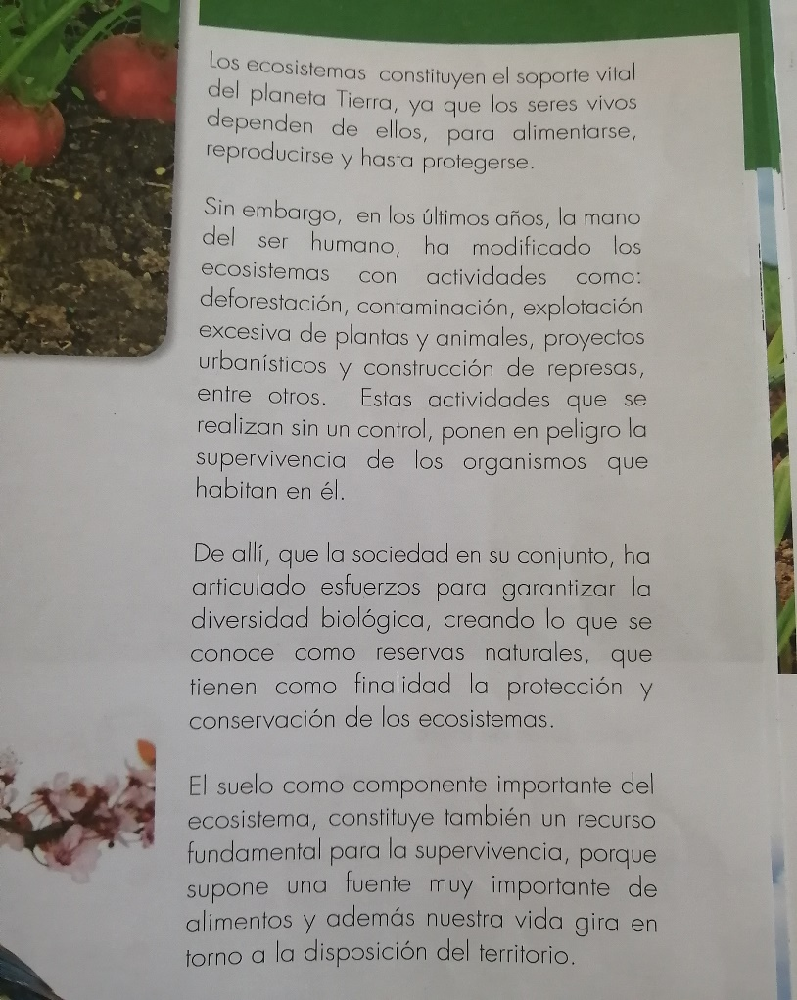 Los ecosistemas constituyen el soporte vital
del planeta Tierra, ya que los seres vivos
dependen de ellos, para alimentarse,
reproducirse y hasta protegerse.
Sin embargo, en los últimos años, la mano
del ser humano, ha modificado los
ecosistemas con actividades como:
deforestación, contaminación, explotación
excesiva de plantas y animales, proyectos
urbanísticos y construcción de represas,
entre otros. Estas actividades que se
realizan sin un control, ponen en peligro la
supervivencia de los organismos que
habitan en él.
De allí, que la sociedad en su conjunto, ha
articulado esfuerzos para garantizar la
diversidad biológica, creando lo que se
conoce como reservas naturales, que
tienen como finalidad la protección y
conservación de los ecosistemas.
El suelo como componente importante del
ecosistema, constituye también un recurso
fundamental para la supervivencia, porque
supone una fuente muy importante de
alimentos y además nuestra vida gira en
torno a la disposición del territorio.